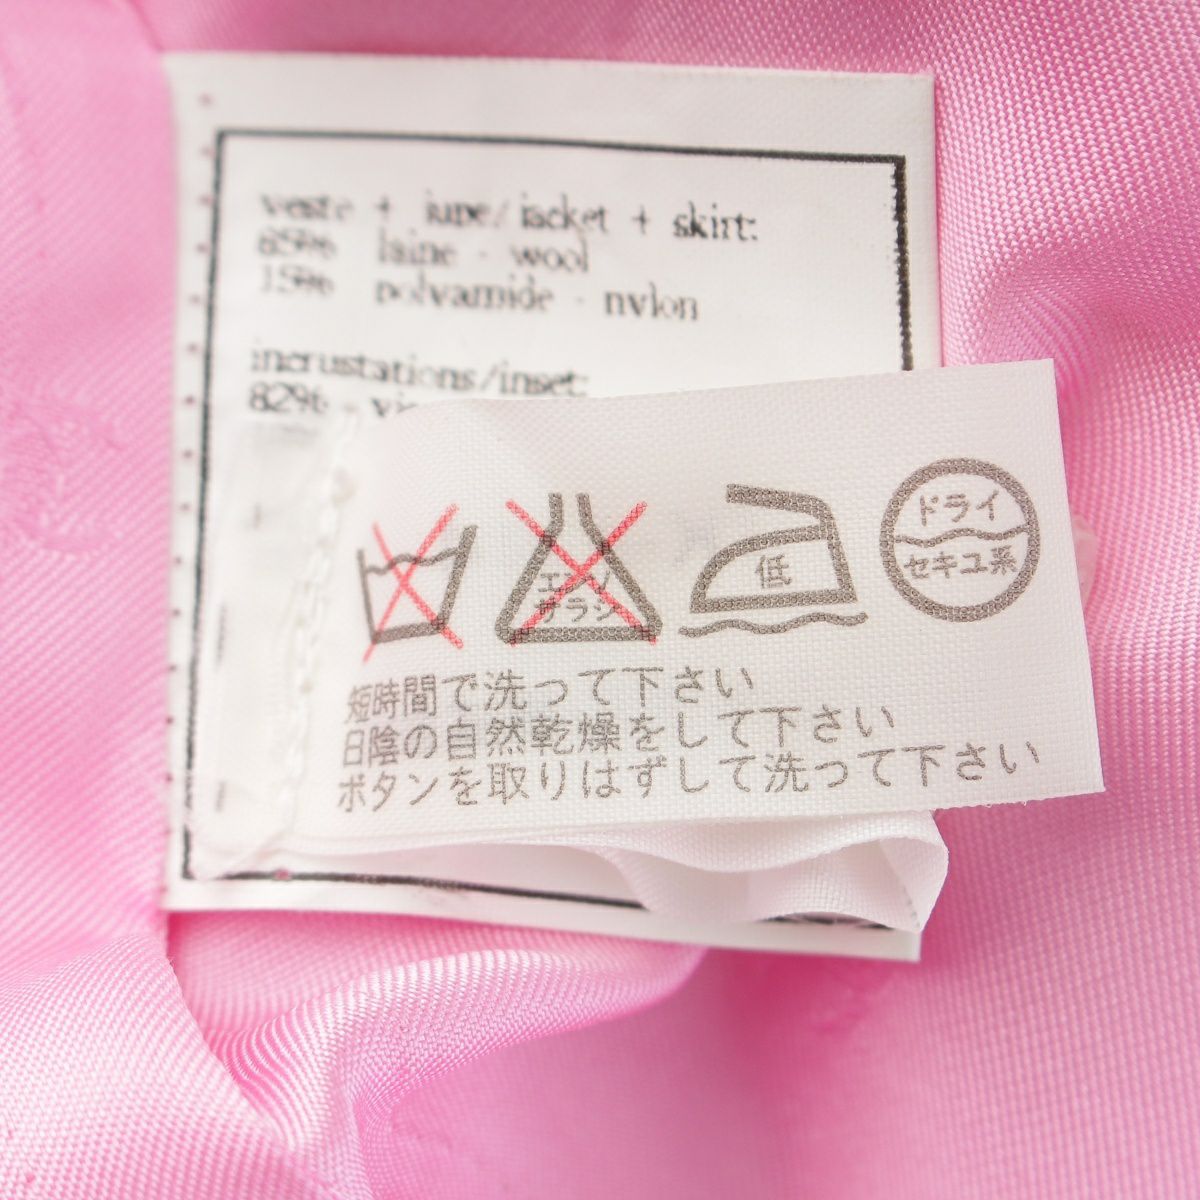 veste + jupe/jacket + skirt:
85% laine - wool
15% polyamide - nylon
incrustations/inset:
82%
エンソ
サラシ
低
ドライ
セキユ系
短時間で洗って下さい
日陰の自然乾燥をして下さい
ボタンを取りはずして洗って下さい